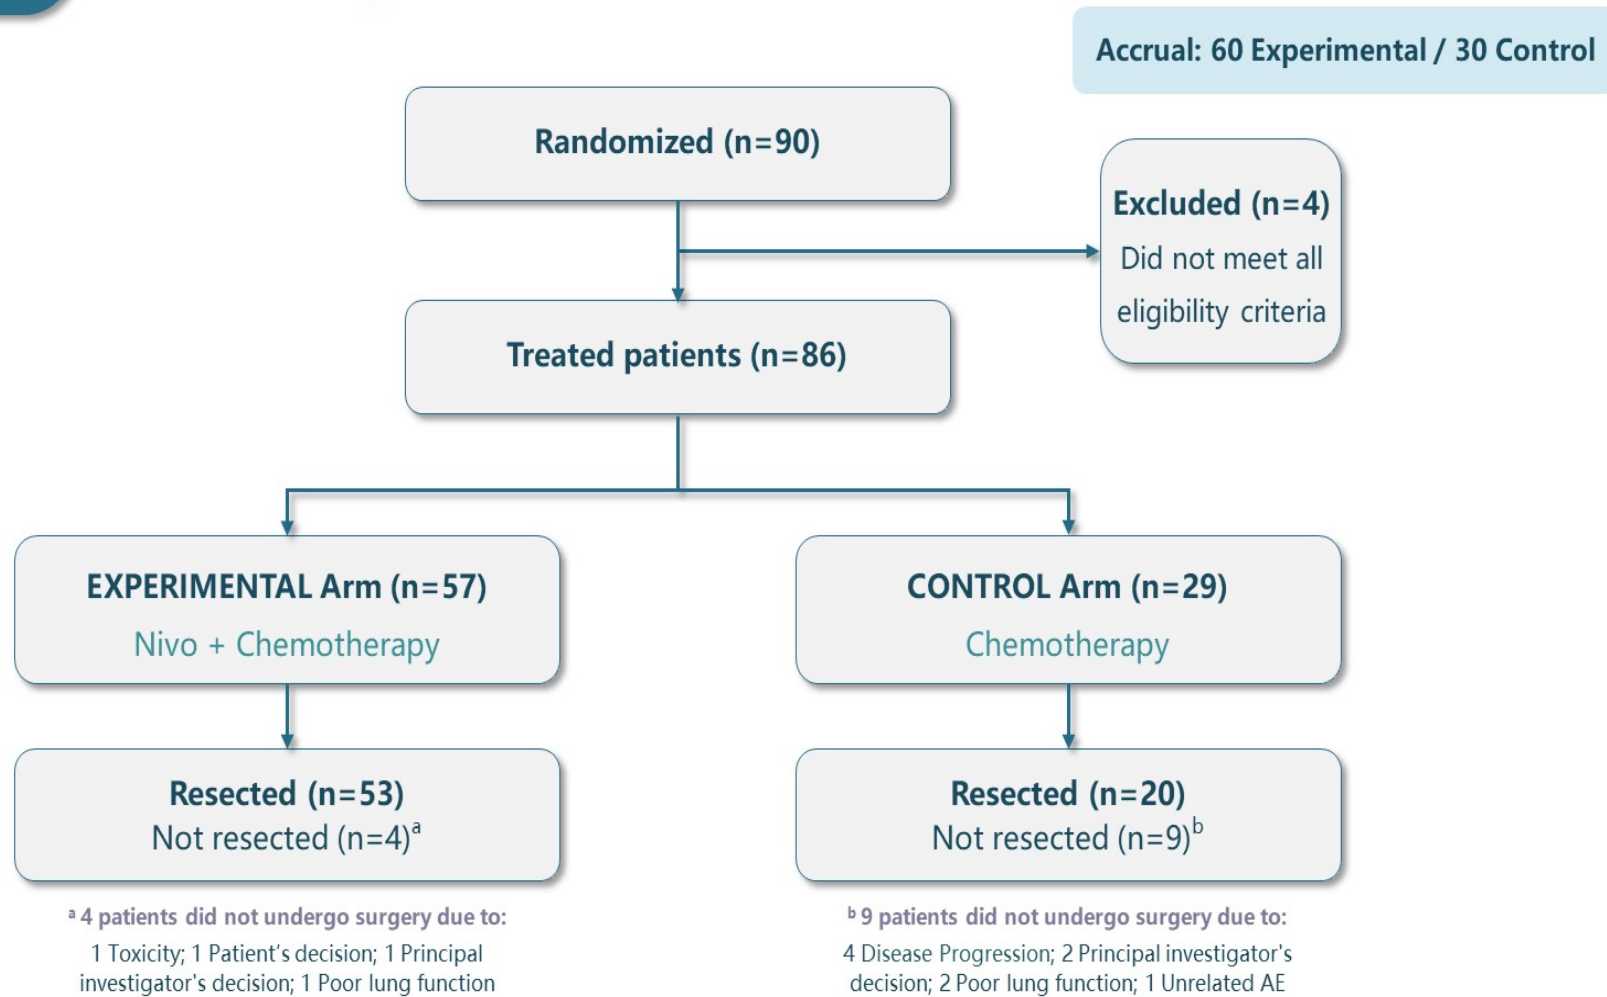 Accrual: 60 Experimental / 30 Control
Randomized (n=90)
Excluded (n=4)
Did not meet all
eligibility criteria
Treated patients (n=86)
EXPERIMENTAL Arm (n=57)
Nivo + Chemotherapy
CONTROL Arm (n=29)
Chemotherapy
Resected (n=53)
Not resected (n=4)ᵃ
Resected (n=20)
Not resected (n=9)ᵇ
ᵃ 4 patients did not undergo surgery due to:
1 Toxicity; 1 Patient’s decision; 1 Principal
investigator's decision; 1 Poor lung function
ᵇ 9 patients did not undergo surgery due to:
4 Disease Progression; 2 Principal investigator's
decision; 2 Poor lung function; 1 Unrelated AE